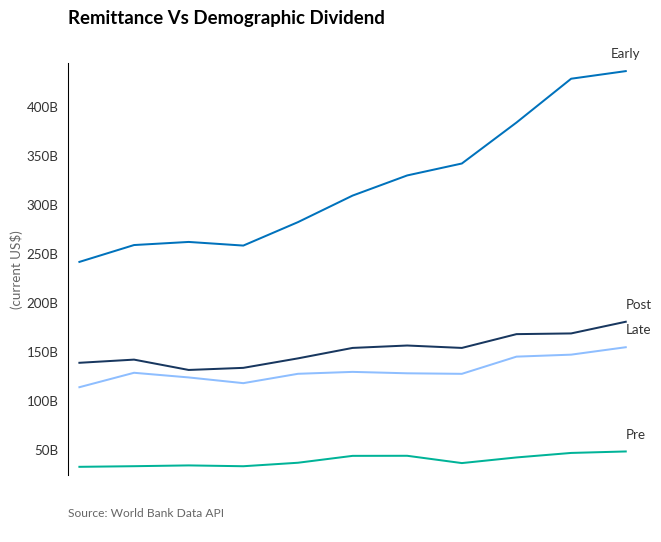 Remittance Vs Demographic Dividend
Early
400B
350B
300B
250B
(current US$)
200B
Post
Late
150B
100B
Pre
50B
Source: World Bank Data API